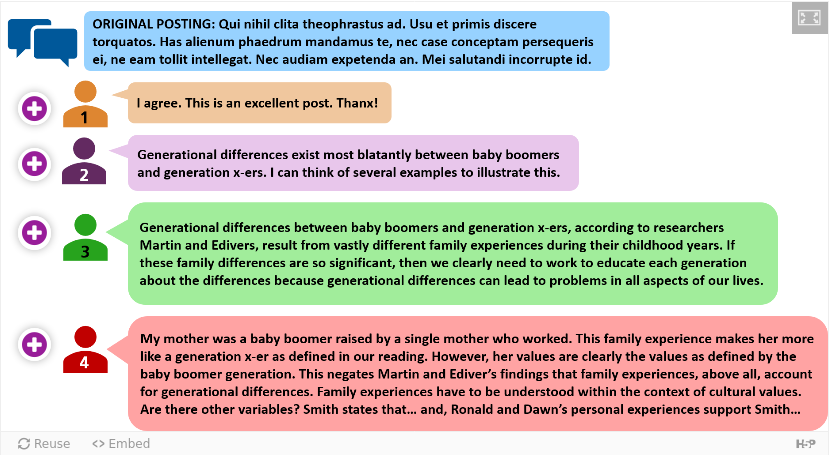 ORIGINAL POSTING: Qui nihil clita theophrastus ad. Usu et primis discere
torquatos. Has alienum phaedrum mandamus te, nec case conceptam persequeris
ei, ne eam tollit intellegat. Nec audiam expetenda an. Mei salutandi incorrupte id.
1
I agree. This is an excellent post. Thanx!
2
Generational differences exist most blatantly between baby boomers
and generation x-ers. I can think of several examples to illustrate this.
3
Generational differences between baby boomers and generation x-ers, according to researchers
Martin and Edivers, result from vastly different family experiences during their childhood years. If
these family differences are so significant, then we clearly need to work to educate each generation
about the differences because generational differences can lead to problems in all aspects of our lives.
4
My mother was a baby boomer raised by a single mother who worked. This family experience makes her more
like a generation x-er as defined in our reading. However, her values are clearly the values as defined by the
baby boomer generation. This negates Martin and Ediver's findings that family experiences, above all, account
for generational differences. Family experiences have to be understood within the context of cultural values.
Are there other variables? Smith states that… and, Ronald and Dawn's personal experiences support Smith…
Reuse
<> Embed
H-P